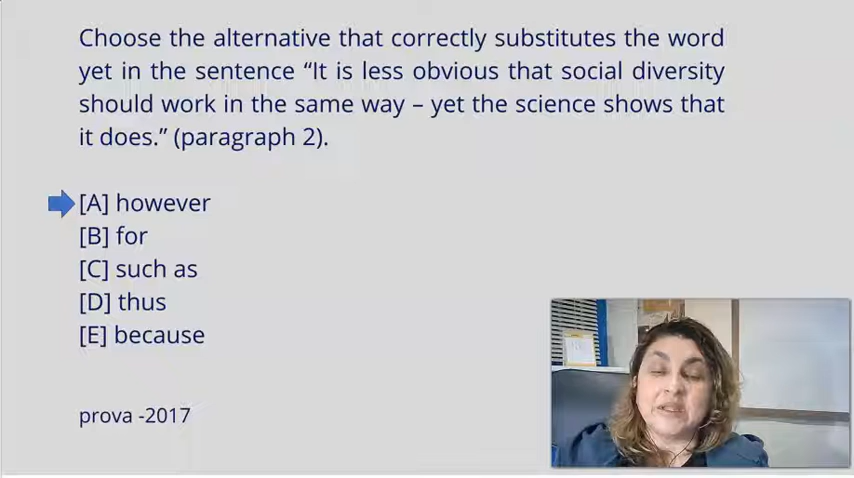 Choose the alternative that correctly substitutes the word
yet in the sentence “It is less obvious that social diversity
should work in the same way – yet the science shows that
it does.” (paragraph 2).
[A] however
[B] for
[C] such as
[D] thus
[E] because
prova -2017